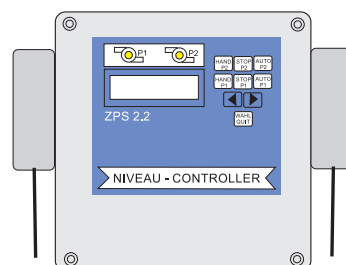 P1 P2
HAND P2 STOP P2 AUTO P2
HAND P1 STOP P1 AUTO P1
WAHL QUIT
ZPS 2.2
NIVEAU - CONTROLLER